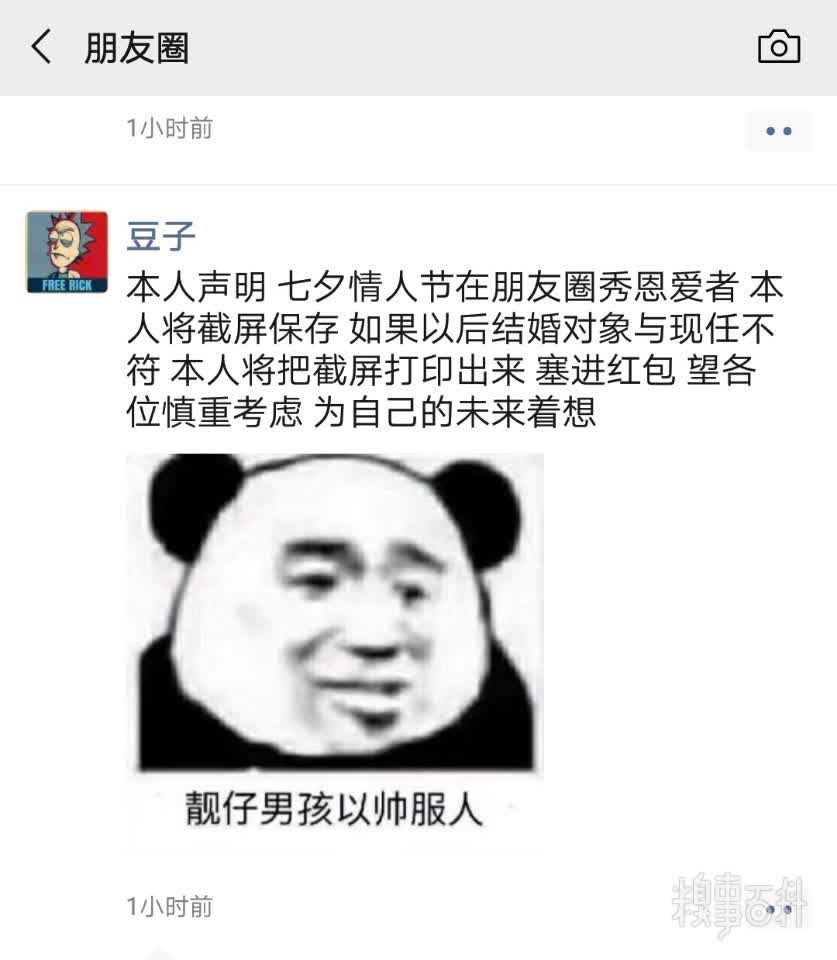 朋友圈
1小时前
豆子
FREE RICK
本人声明 七夕情人节在朋友圈秀恩爱者 本
人将截屏保存 如果以后结婚对象与现任不
符 本人将把截屏打印出来 塞进红包 望各
位慎重考虑 为自己的未来着想
靓仔男孩以帅服人
1小时前
糗事百科